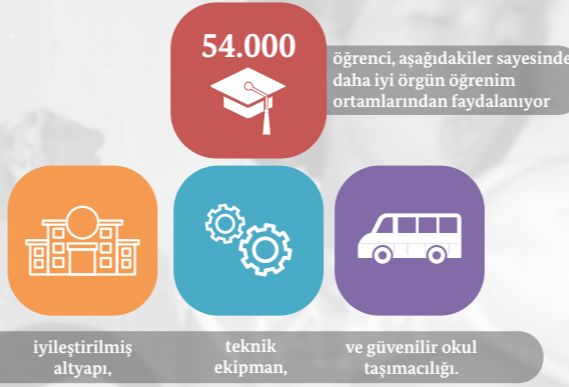 54.000
öğrenci, aşağıdakiler sayesinde
daha iyi örgün öğrenim
ortamlarından faydalanıyor
iyileştirilmiş
altyapı,
teknik
ekipman,
ve güvenilir okul
taşımacılığı.